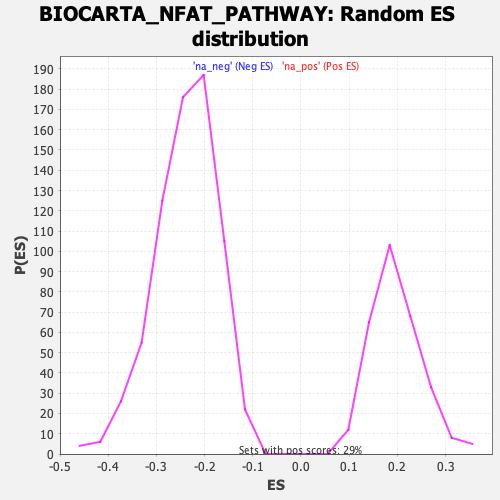 BIOCARTA_NFAT_PATHWAY: Random ES
distribution
'na_neg' (Neg ES) 'na_pos' (Pos ES)
190
180
170
160
150
140
130
120
110
100
90
80
70
60
50
40
30
20
10
0
P(ES)
Sets with pos scores: 29%
-0.5 -0.4 -0.3 -0.2 -0.1 0.0 0.1 0.2 0.3
ES